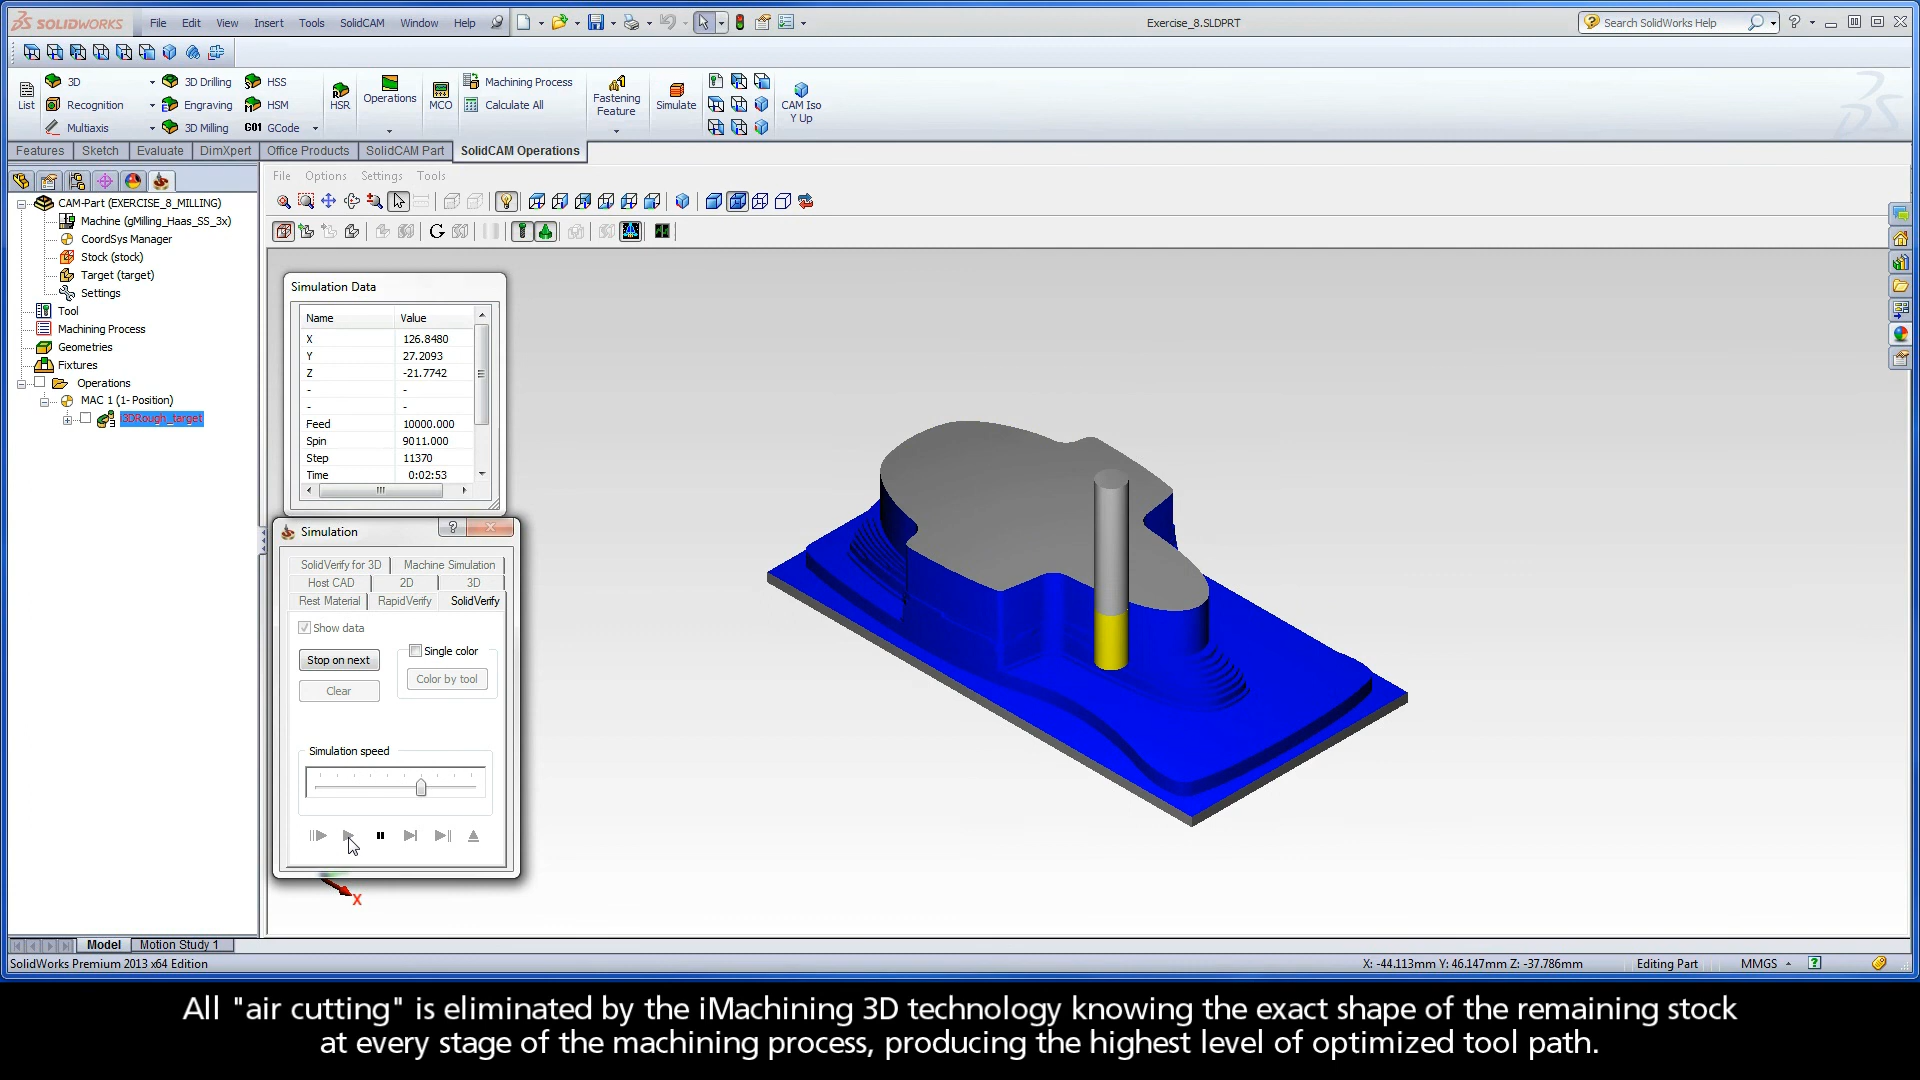 SOLIDWORKS File Edit View Insert Tools SolidCAM Window Help Exercise_8.SLDPRT Search SolidWorks Help
List 3D 3D Drilling HSS HSR Operations MCO Machining Process Fastening Feature Simulate CAM Iso Y Up
Recognition Engraving HSM Calculate All
Multiaxis 3D Milling G01 GCode
Features Sketch Evaluate DimXpert Office Products SolidCAM Part SolidCAM Operations
File Options Settings Tools
CAM-Part (EXERCISE_8_MILLING)
Machine (gMilling_Haas_SS_3x)
CoordSys Manager
Stock (stock)
Target (target)
Settings
Tool
Machining Process
Geometries
Fixtures
Operations
MAC 1 (1- Position)
i3DRough_target
Simulation Data
Name Value
X 126.8480
Y 27.2093
Z -21.7742
- -
- -
Feed 10000.000
Spin 9011.000
Step 11370
Time 0:02:53
Simulation
SolidVerify for 3D Machine Simulation
Host CAD 2D 3D
Rest Material RapidVerify SolidVerify
Show data
Stop on next Single color
Clear Color by tool
Simulation speed
X
Model Motion Study 1
SolidWorks Premium 2013 x64 Edition X: -44.113mm Y: 46.147mm Z: -37.786mm Editing Part MMGS
All "air cutting" is eliminated by the iMachining 3D technology knowing the exact shape of the remaining stock
at every stage of the machining process, producing the highest level of optimized tool path.